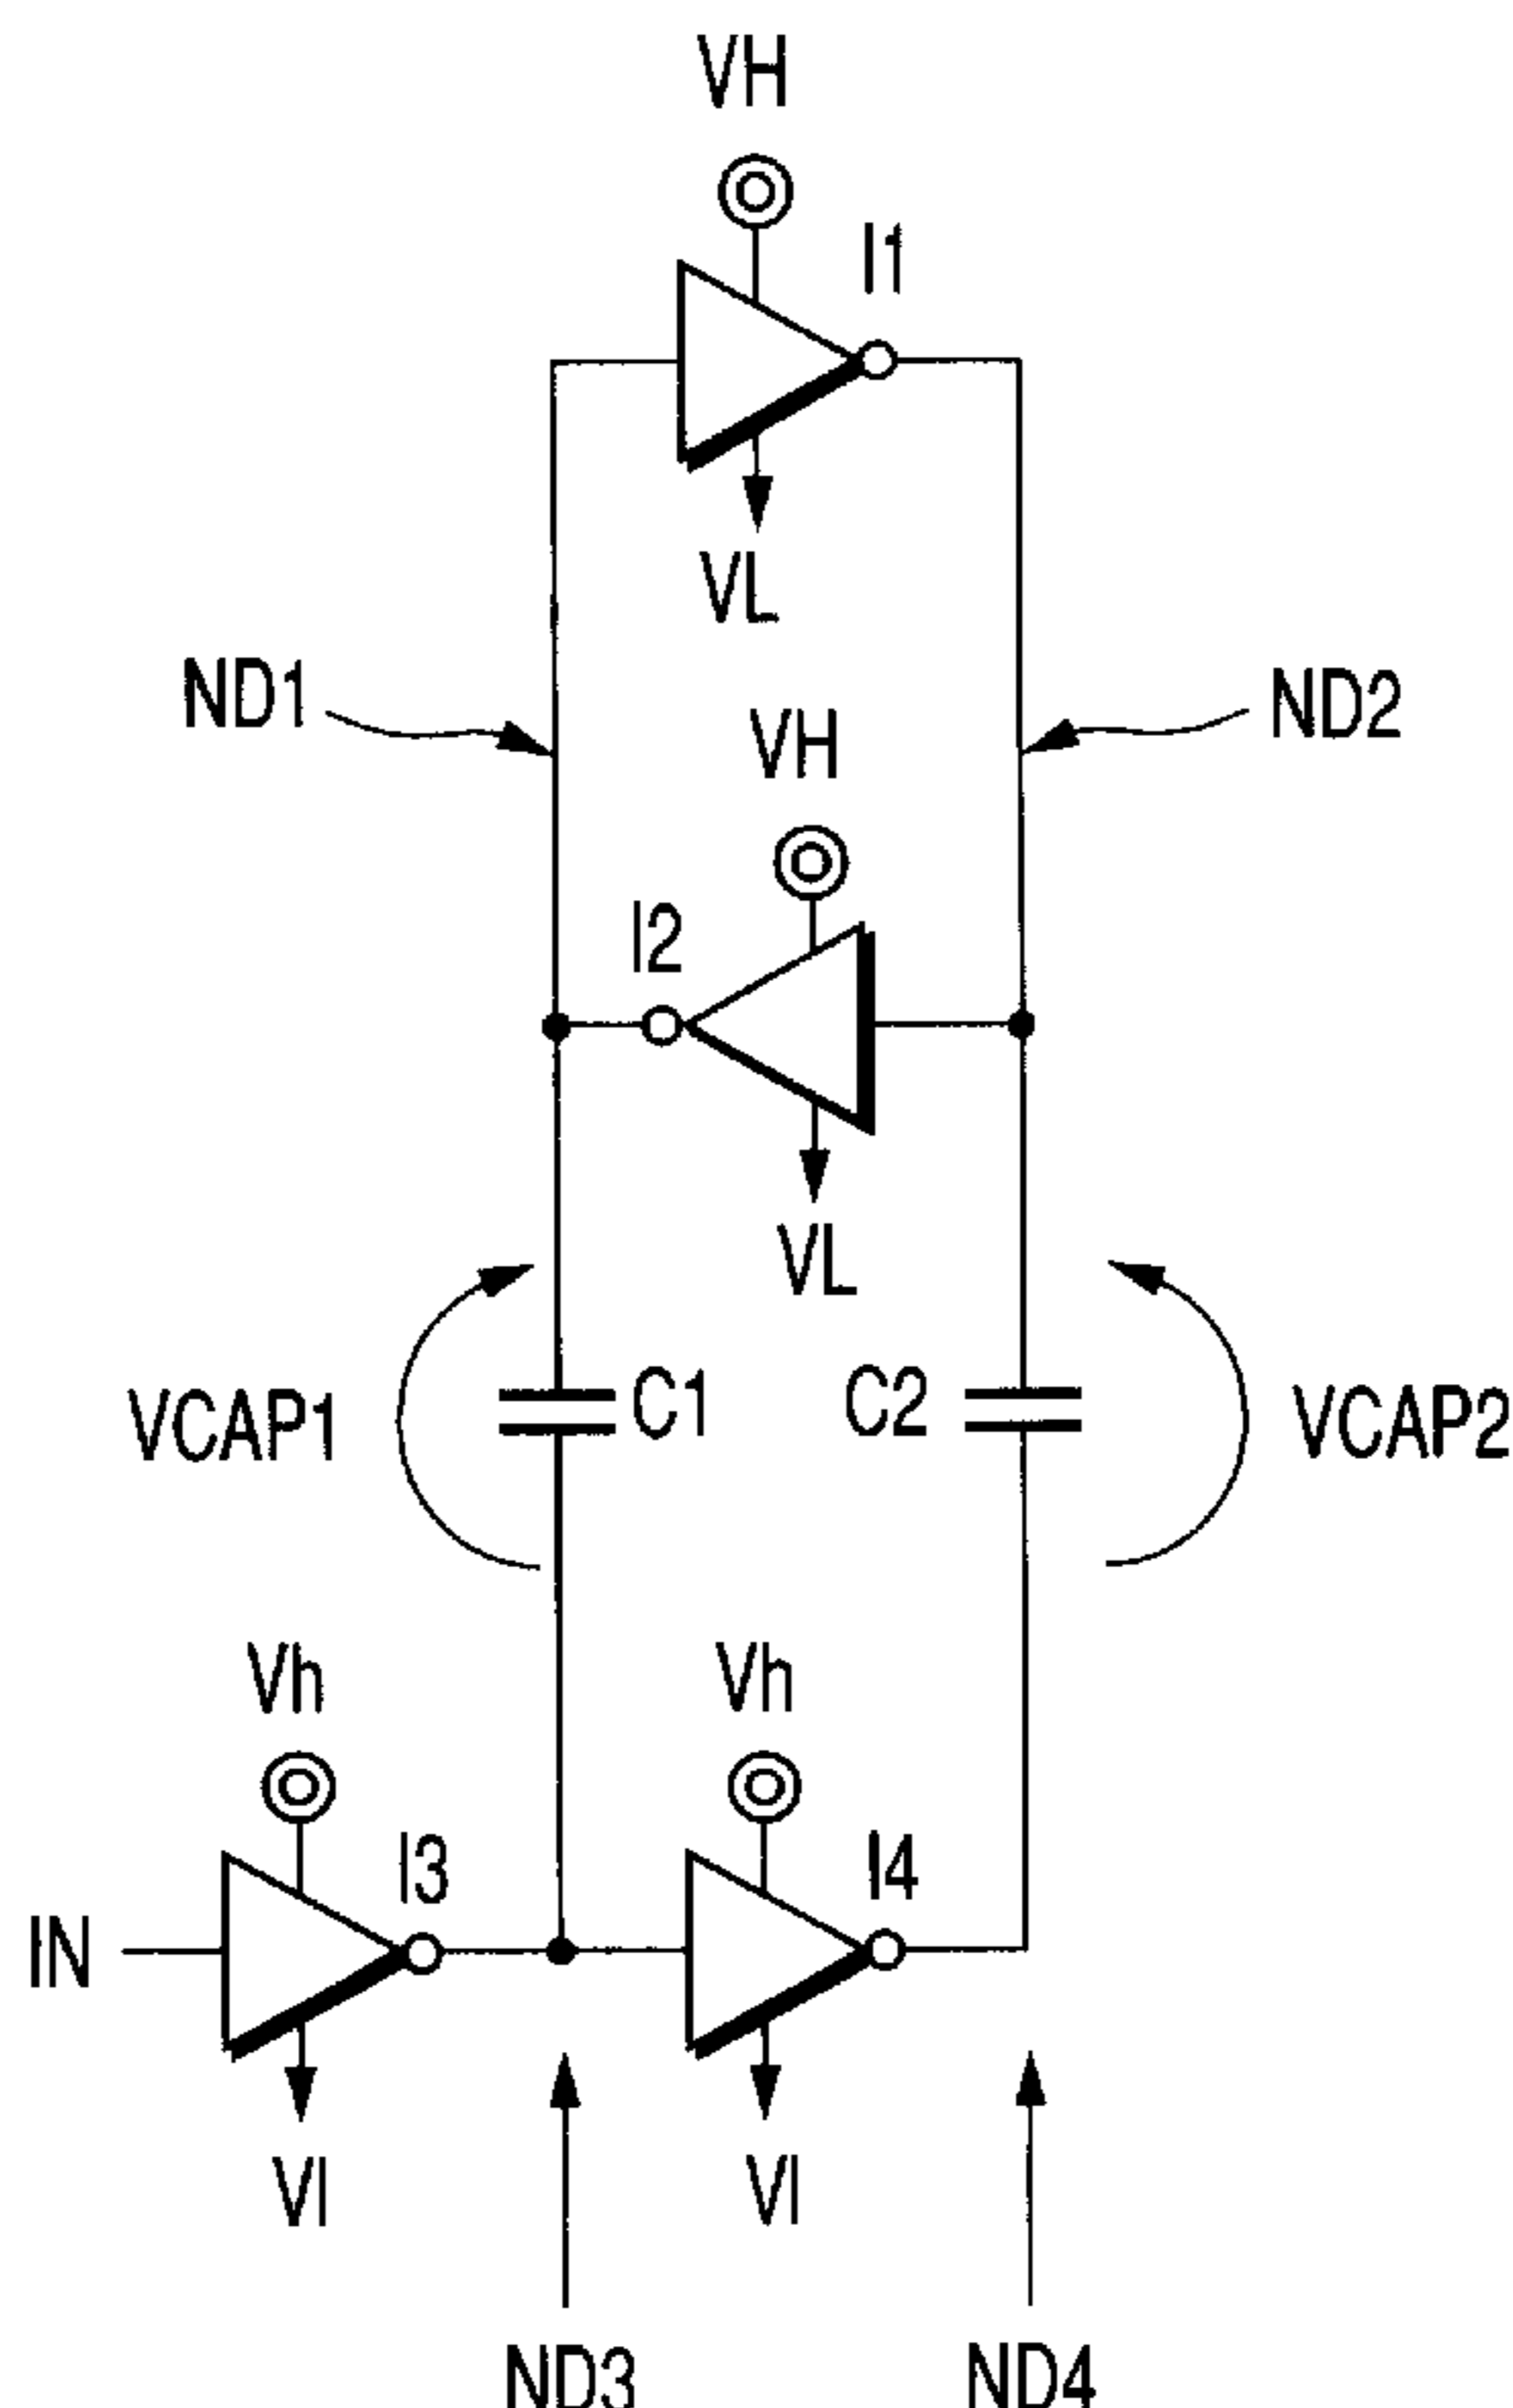 VH
I1
VL
ND1
ND2
VH
I2
VL
VCAP1
C1
C2
VCAP2
Vh
Vh
I3
I4
IN
Vl
Vl
ND3
ND4